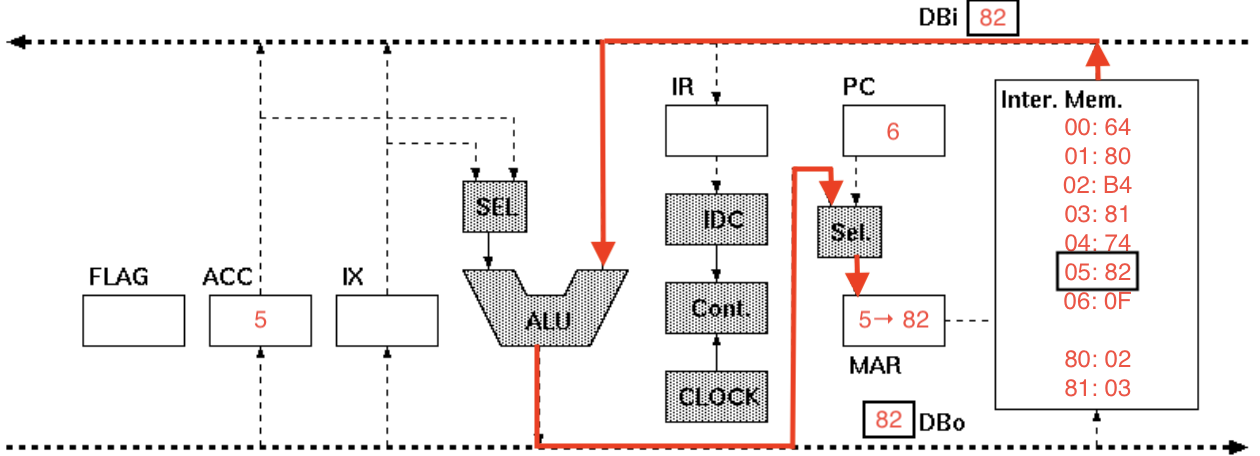 DBi 82
IR
PC
Inter. Mem.
00: 64
6
01: 80
02: B4
SEL
IDC
Sel.
03: 81
04: 74
FLAG
ACC
IX
05: 82
06: 0F
5
ALU
Cont.
5→ 82
MAR
80: 02
CLOCK
81: 03
82 DBo